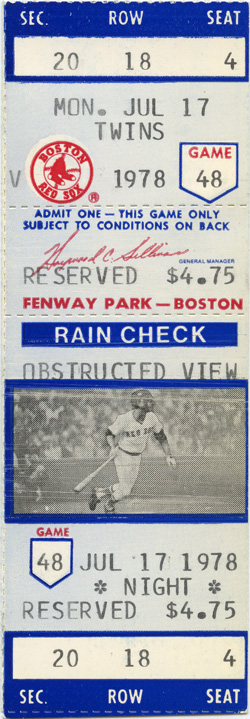 SEC. ROW SEAT
20 18 4
MON. JUL 17
TWINS
V 1978
BOSTON RED SOX ®
GAME
48
ADMIT ONE — THIS GAME ONLY
SUBJECT TO CONDITIONS ON BACK
Haywood C. Sullivan
GENERAL MANAGER
RESERVED $4.75
FENWAY PARK — BOSTON
RAIN CHECK
OBSTRUCTED VIEW
RED SOX
GAME
48 JUL 17 1978
* NIGHT *
RESERVED $4.75
20 18 4
SEC. ROW SEAT